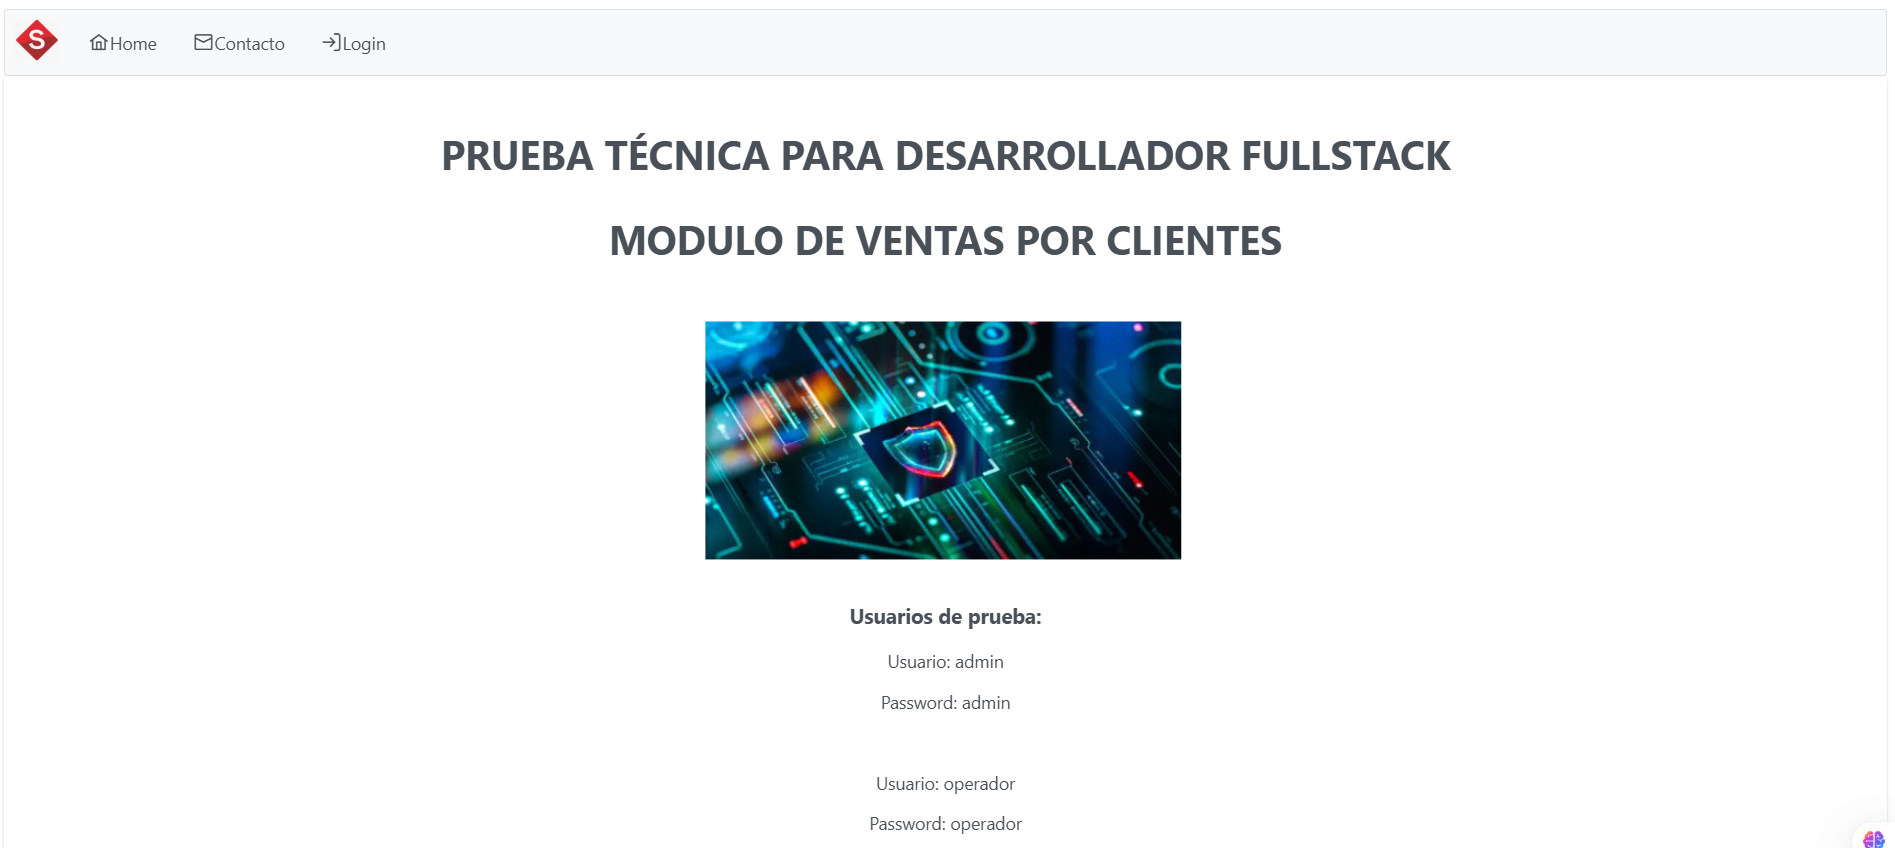 S
Home
Contacto
Login
PRUEBA TÉCNICA PARA DESARROLLADOR FULLSTACK
MODULO DE VENTAS POR CLIENTES
Usuarios de prueba:
Usuario: admin
Password: admin
Usuario: operador
Password: operador